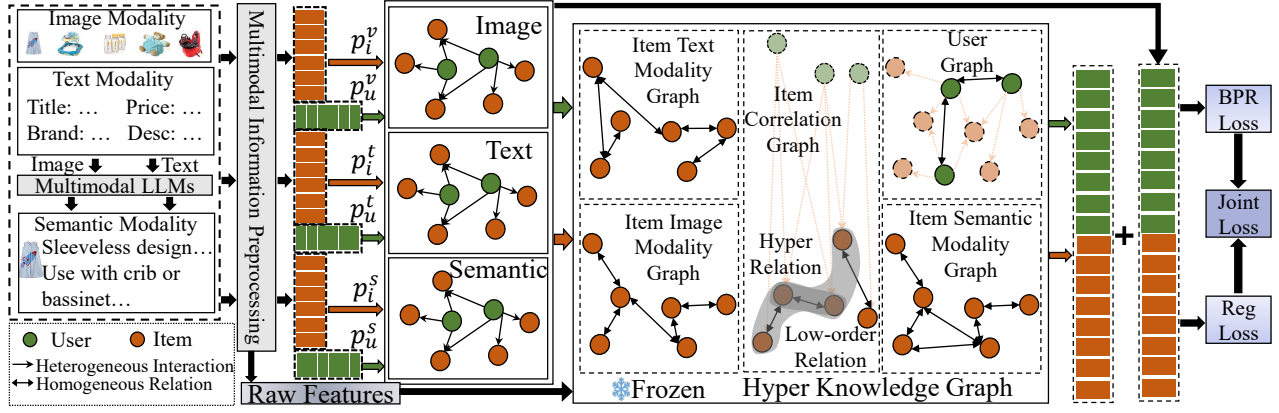 Image Modality
Text Modality
Title: … Price: …
Brand: … Desc: …
Image Text
Multimodal LLMs
Semantic Modality
Sleeveless design…
Use with crib or
bassinet…
User Item
Heterogeneous Interaction
Homogeneous Relation
Multimodal Information Preprocessing
Raw Features
p_i^v
p_u^v
p_i^t
p_u^t
p_i^s
p_u^s
Image
Text
Semantic
Item Text
Modality
Graph
Item
Correlation
Graph
User
Graph
Item Image
Modality
Graph
Hyper
Relation
Low-order
Relation
Item Semantic
Modality
Graph
Frozen
Hyper Knowledge Graph
+
BPR
Loss
Joint
Loss
Reg
Loss